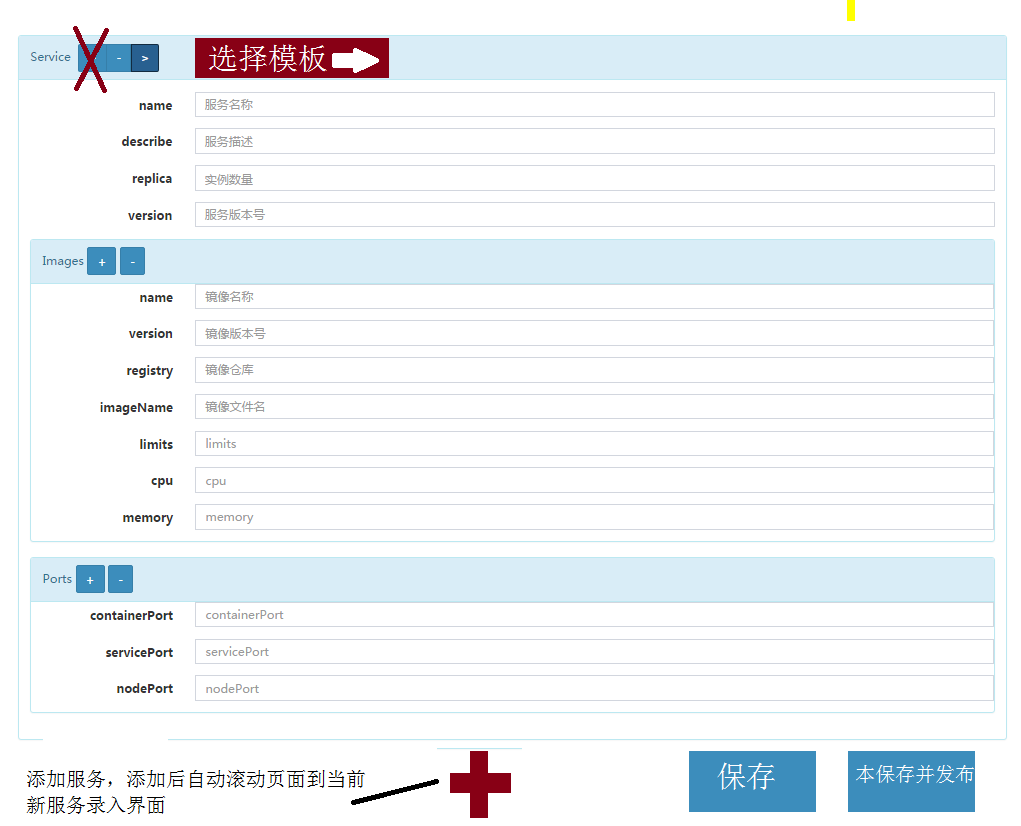 Service - > 选择模板
name 服务名称
describe 服务描述
replica 实例数量
version 服务版本号
Images + -
name 镜像名称
version 镜像版本号
registry 镜像仓库
imageName 镜像文件名
limits limits
cpu cpu
memory memory
Ports + -
containerPort containerPort
servicePort servicePort
nodePort nodePort
添加服务，添加后自动滚动页面到当前
新服务录入界面
保存
本保存并发布